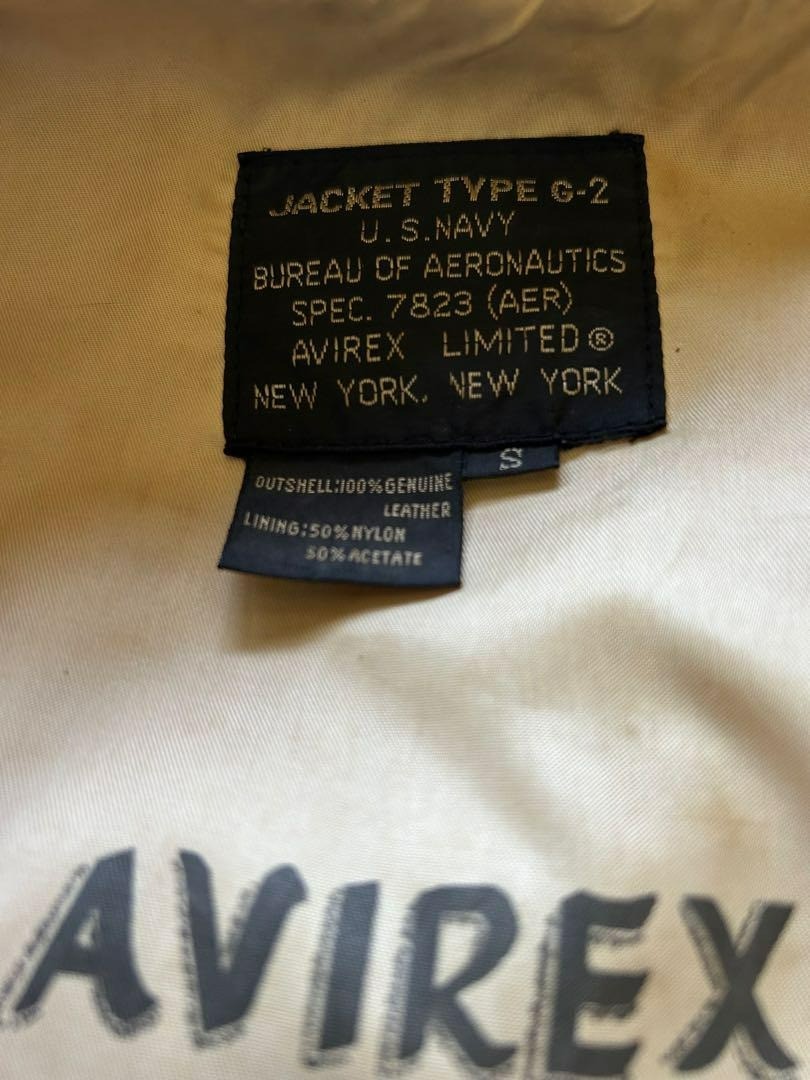 JACKET TYPE G-2
U.S.NAVY
BUREAU OF AERONAUTICS
SPEC. 7823 (AER)
AVIREX LIMITED®
NEW YORK, NEW YORK
S
OUTSHELL:100%GENUINE
LEATHER
LINING:50%NYLON
50%ACETATE
AVIREX